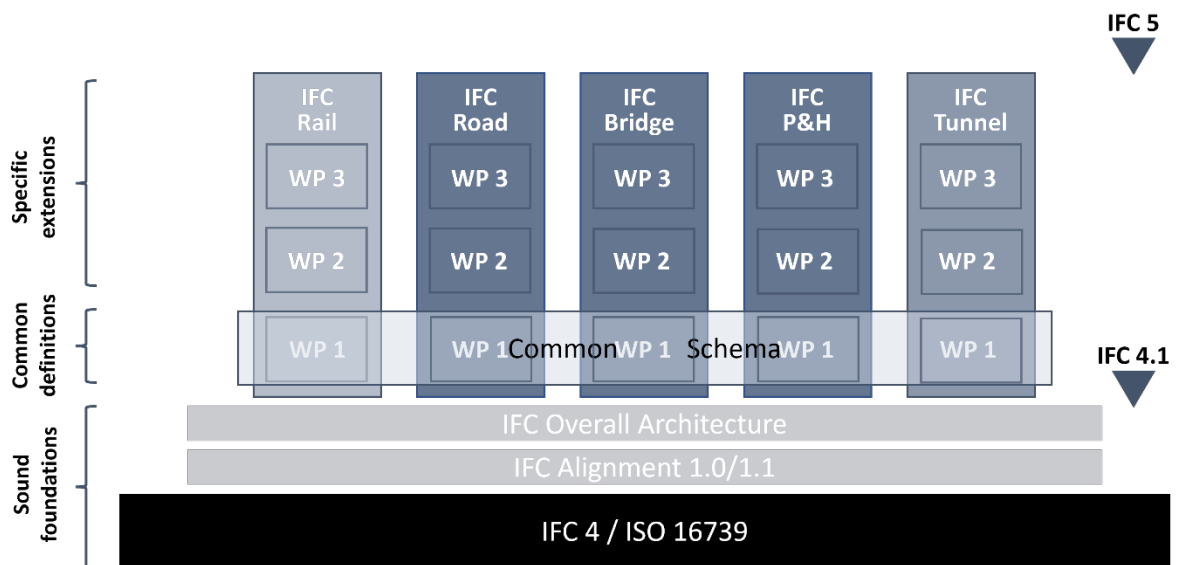 IFC 5
IFC
Rail
IFC
Road
IFC
Bridge
IFC
P&H
IFC
Tunnel
Specific
extensions
WP 3 WP 3 WP 3 WP 3 WP 3
WP 2 WP 2 WP 2 WP 2 WP 2
Common
definitions
WP 1 WP 1 WP 1 WP 1 WP 1
Common Schema
IFC 4.1
Sound
foundations
IFC Overall Architecture
IFC Alignment 1.0/1.1
IFC 4 / ISO 16739